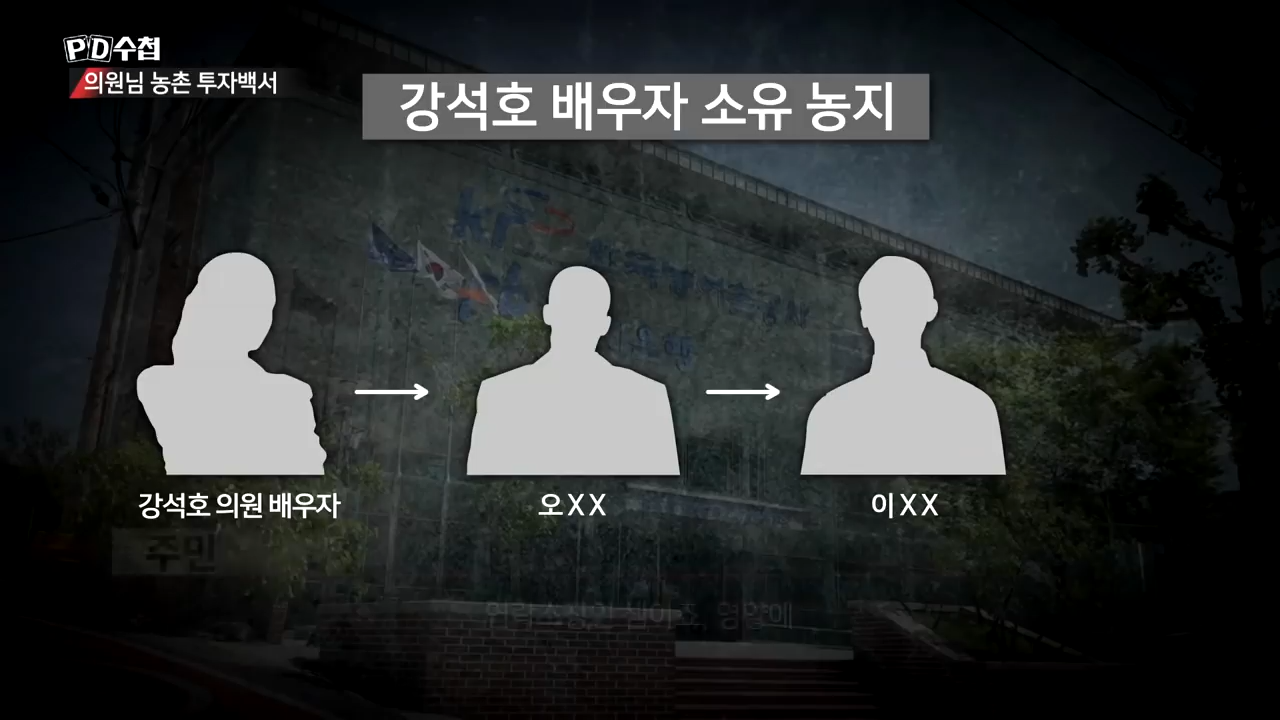 PD수첩
의원님 농촌 투자백서
강석호 배우자 소유 농지
강석호 의원 배우자
오XX
이XX
주민